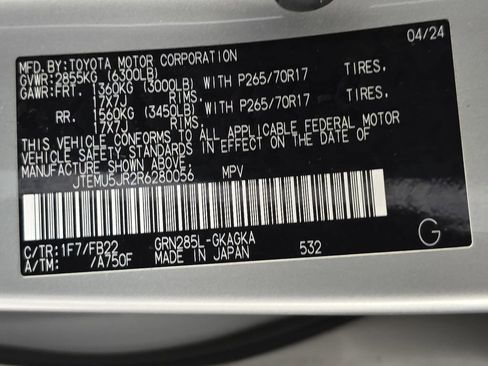 MFD.BY:TOYOTA MOTOR CORPORATION 04/24
GVWR:2855KG (6300LB)
GAWR:FRT. 1360KG (3000LB) WITH P265/70R17 TIRES,
17X7J RIMS
RR. 1560KG (3450LB) WITH P265/70R17 TIRES,
17X7J RIMS
THIS VEHICLE CONFORMS TO ALL APPLICABLE FEDERAL MOTOR
VEHICLE SAFETY STANDARDS IN EFFECT ON THE DATE OF
MANUFACTURE SHOWN ABOVE.
JTEMU5JR2R6280056 MPV
C/TR:1F7/FB22 GRN285L-GKAGKA 532 G
A/TM: /A750F MADE IN JAPAN